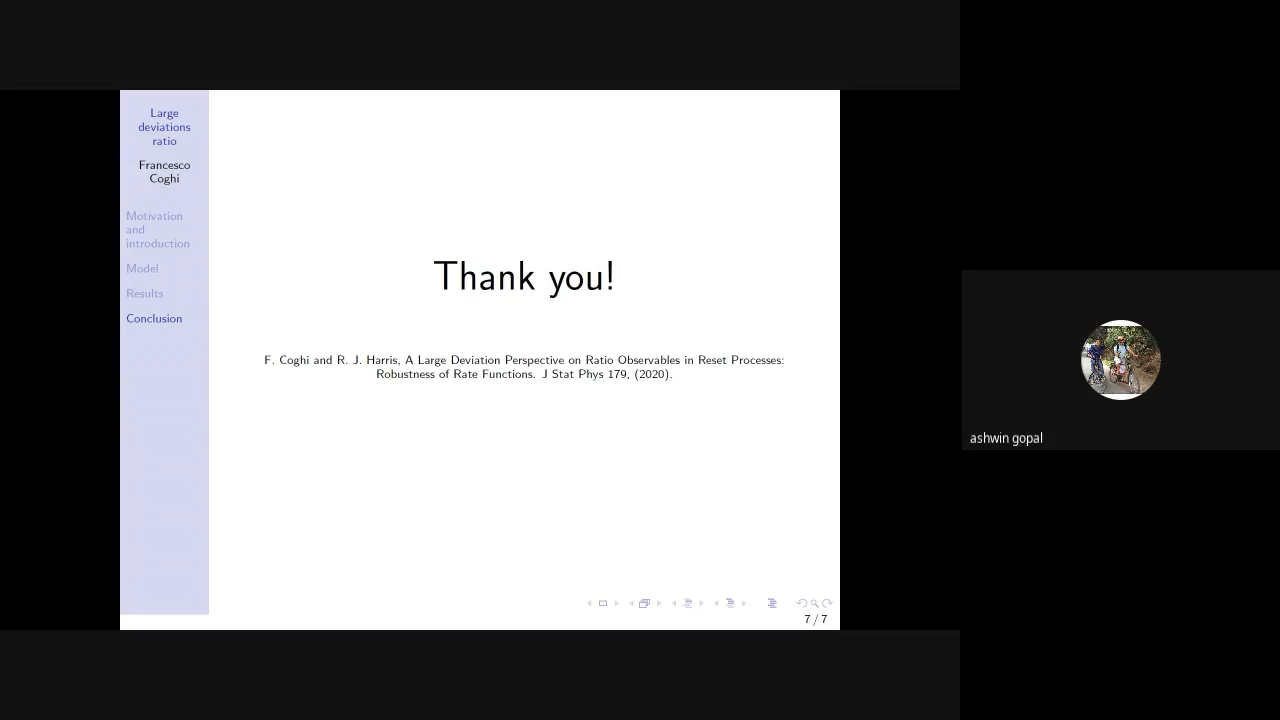 Large
deviations
ratio
Francesco
Coghi
Motivation
and
introduction
Model
Results
Conclusion
Thank you!
F. Coghi and R. J. Harris, A Large Deviation Perspective on Ratio Observables in Reset Processes:
Robustness of Rate Functions. J Stat Phys 179, (2020).
7 / 7
ashwin gopal